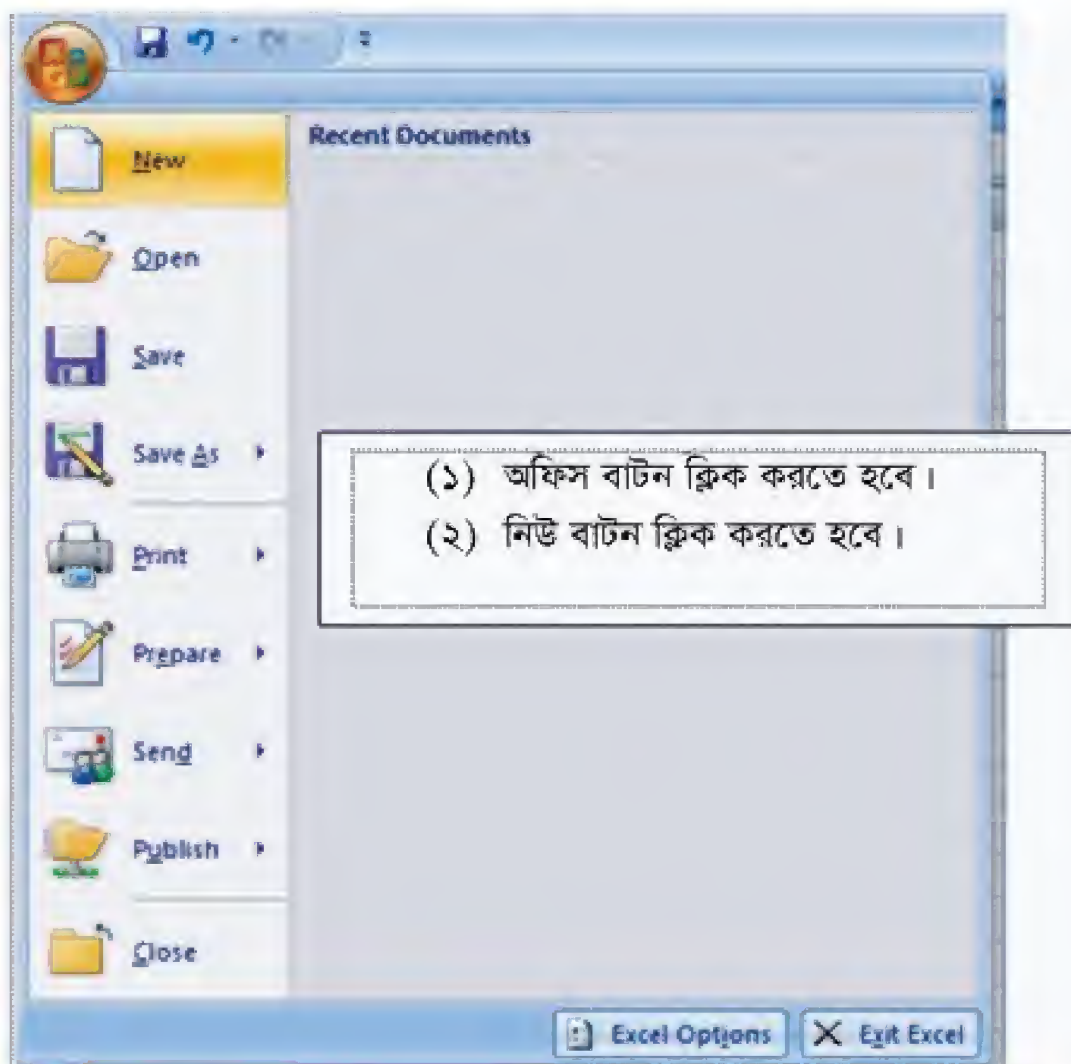 New
Recent Documents
Open
Save
Save As
(১) অফিস বাটন ক্লিক করতে হবে।
(২) নিউ বাটন ক্লিক করতে হবে।
Print
Prepare
Send
Publish
Close
Excel Options
Exit Excel